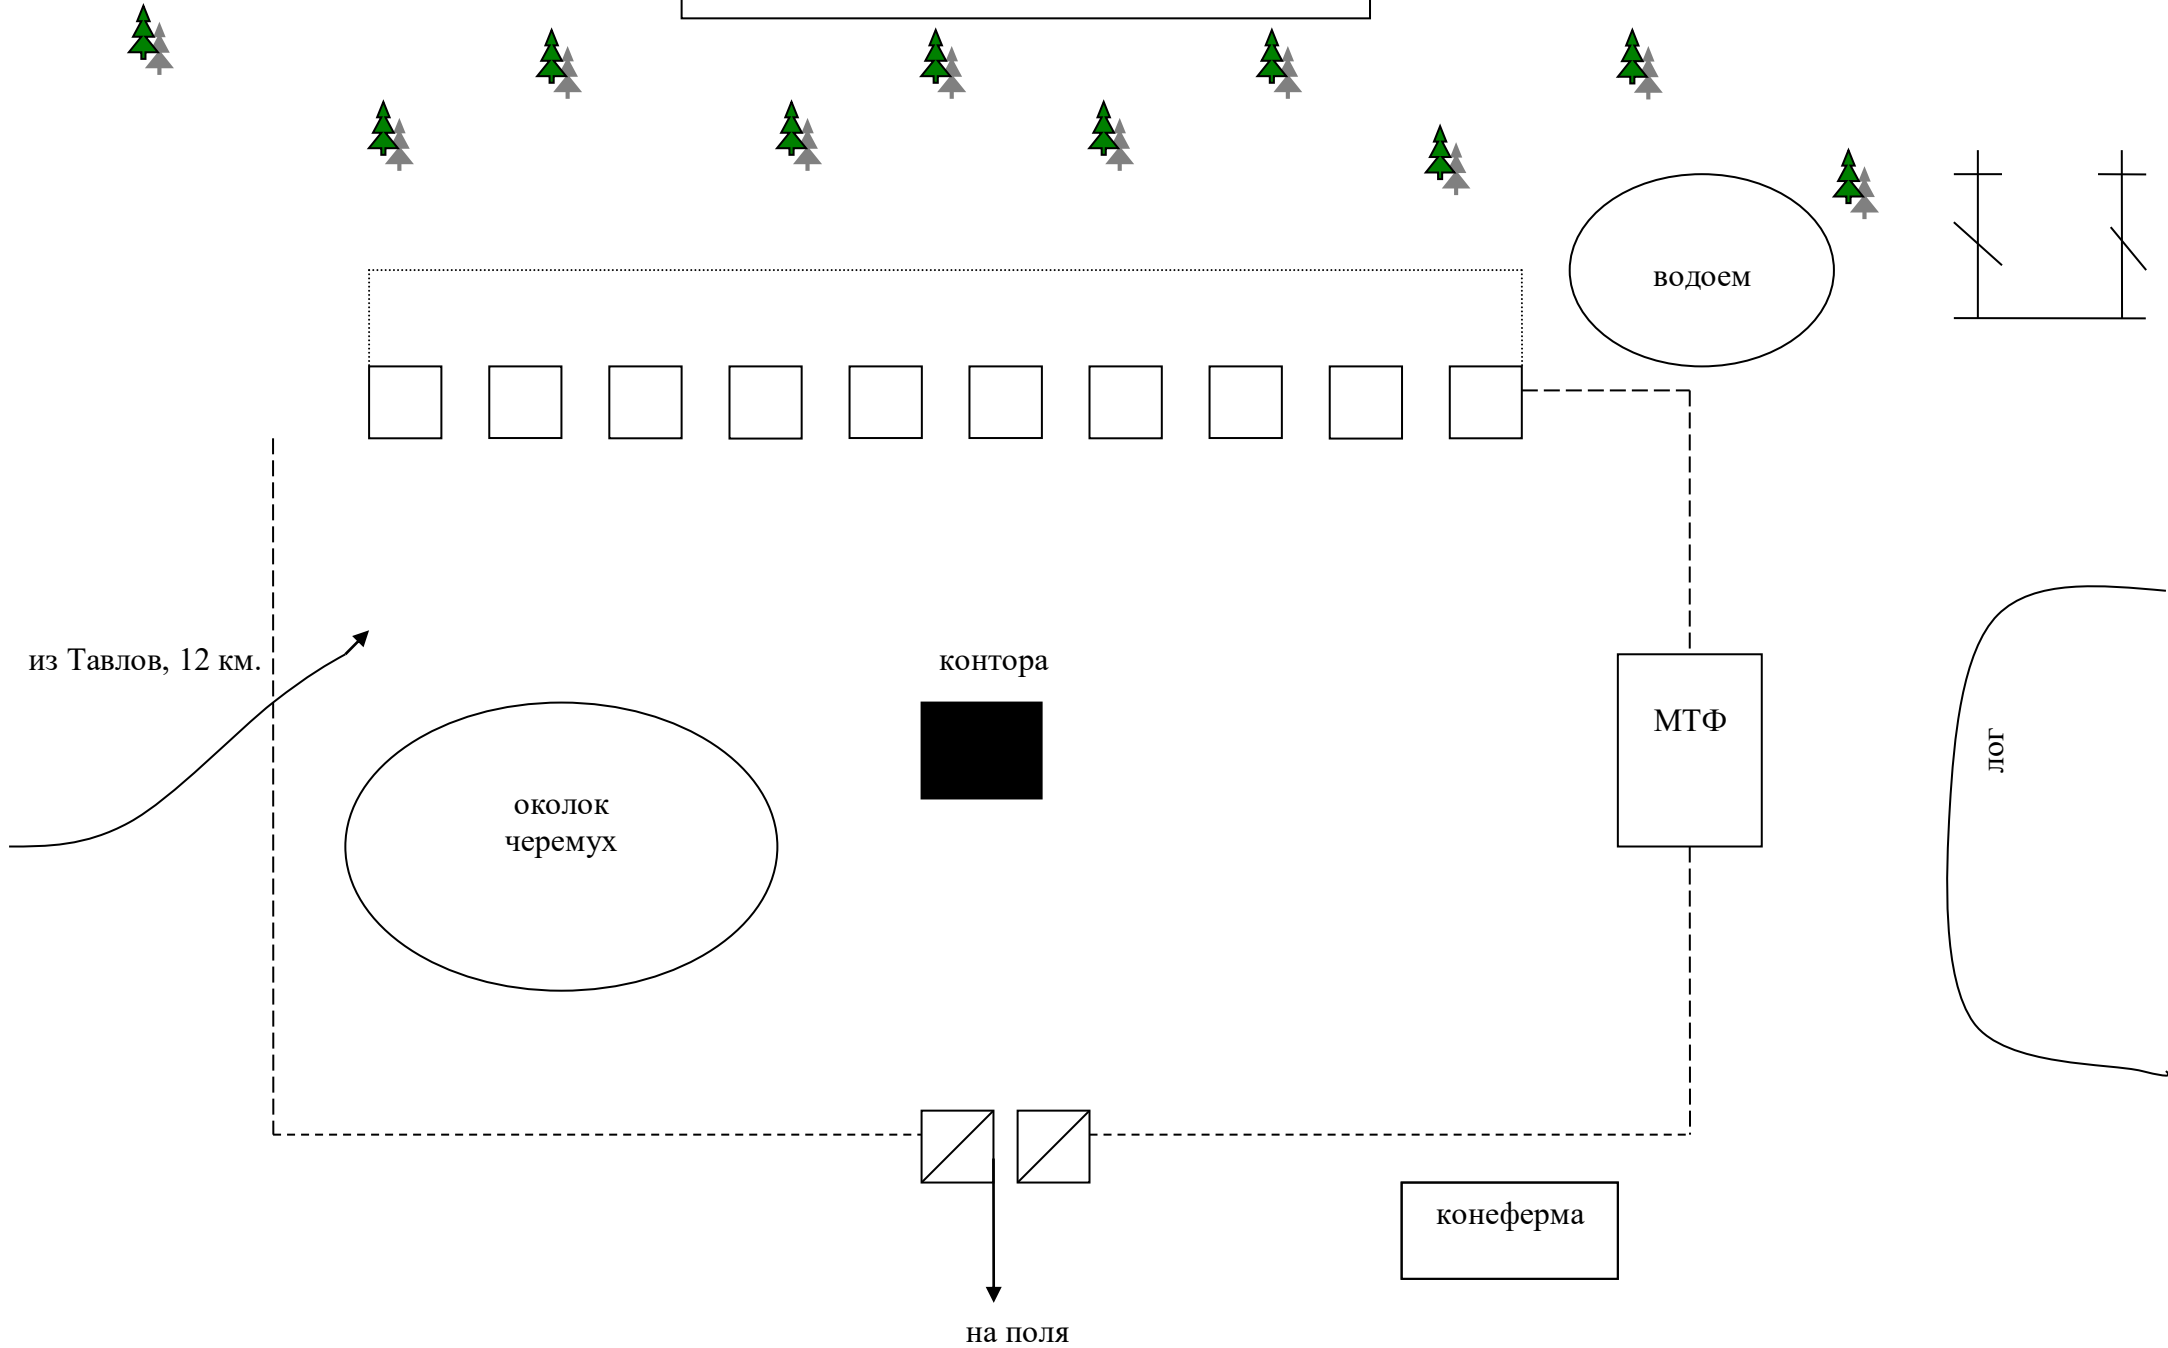 водоем
из Тавлов, 12 км.
контора
МТФ
лог
околок
черемух
конеферма
на поля